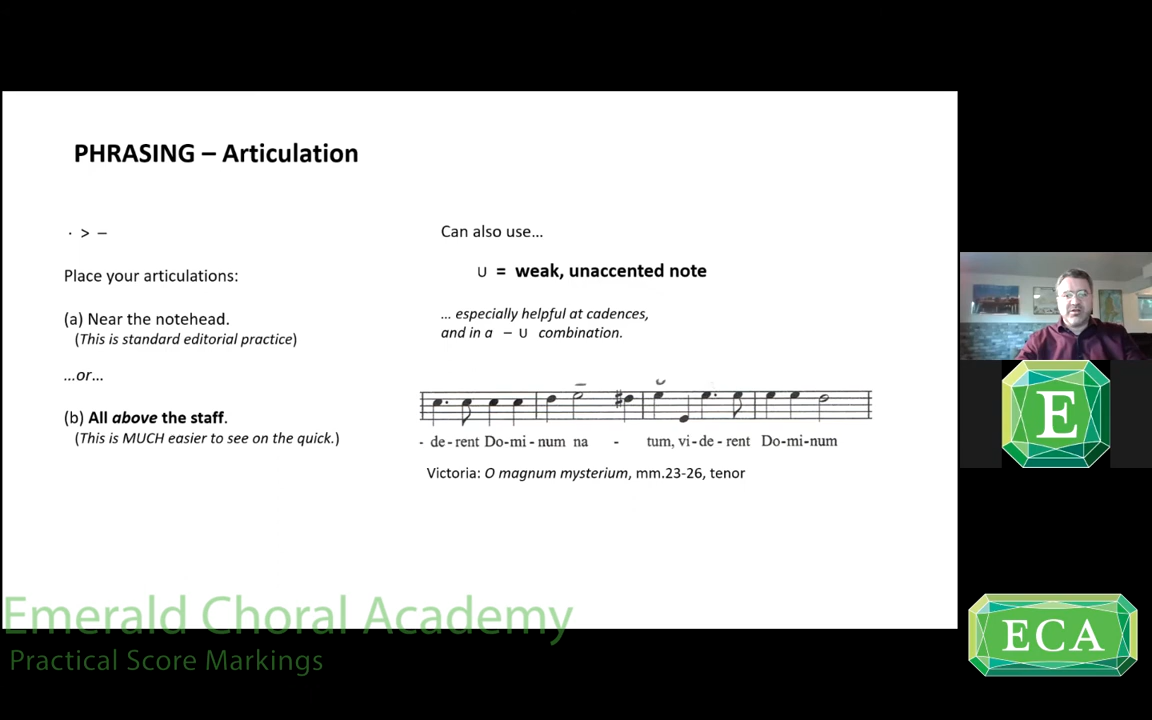 PHRASING – Articulation
· > –
Place your articulations:
(a) Near the notehead.
(This is standard editorial practice)
...or...
(b) All above the staff.
(This is MUCH easier to see on the quick.)
Can also use...
∪ = weak, unaccented note
... especially helpful at cadences,
and in a – ∪ combination.
- de - rent Do - mi - num na - tum, vi - de - rent Do - mi - num
Victoria: O magnum mysterium, mm.23-26, tenor
E
Emerald Choral Academy
Practical Score Markings
ECA